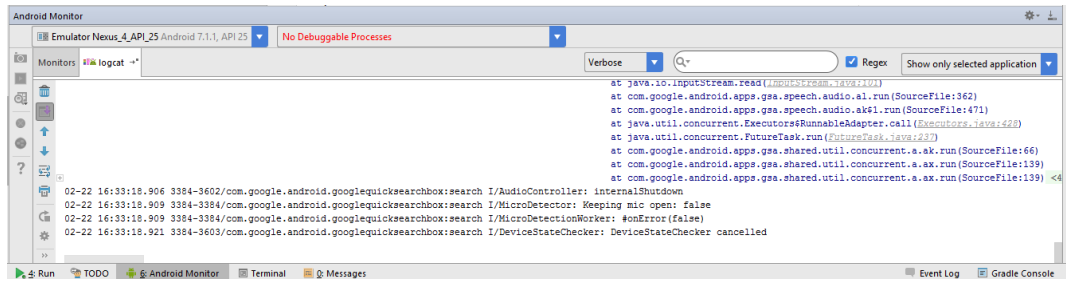 Android Monitor
Emulator Nexus_4_API_25 Android 7.1.1, API 25 No Debuggable Processes
Monitors logcat Verbose Regex Show only selected application
at java.io.InputStream.read(InputStream.java:101)
at com.google.android.apps.gsa.speech.audio.al.run(SourceFile:362)
at com.google.android.apps.gsa.speech.audio.ak$1.run(SourceFile:471)
at java.util.concurrent.Executors$RunnableAdapter.call(Executors.java:428)
at java.util.concurrent.FutureTask.run(FutureTask.java:237)
at com.google.android.apps.gsa.shared.util.concurrent.a.ak.run(SourceFile:66)
at com.google.android.apps.gsa.shared.util.concurrent.a.ax.run(SourceFile:139)
at com.google.android.apps.gsa.shared.util.concurrent.a.ax.run(SourceFile:139) <4
02-22 16:33:18.906 3384-3602/com.google.android.googlequicksearchbox:search I/AudioController: internalShutdown
02-22 16:33:18.909 3384-3384/com.google.android.googlequicksearchbox:search I/MicroDetector: Keeping mic open: false
02-22 16:33:18.909 3384-3384/com.google.android.googlequicksearchbox:search I/MicroDetectionWorker: #onError(false)
02-22 16:33:18.921 3384-3603/com.google.android.googlequicksearchbox:search I/DeviceStateChecker: DeviceStateChecker cancelled
4: Run TODO 6: Android Monitor Terminal 0: Messages Event Log Gradle Console